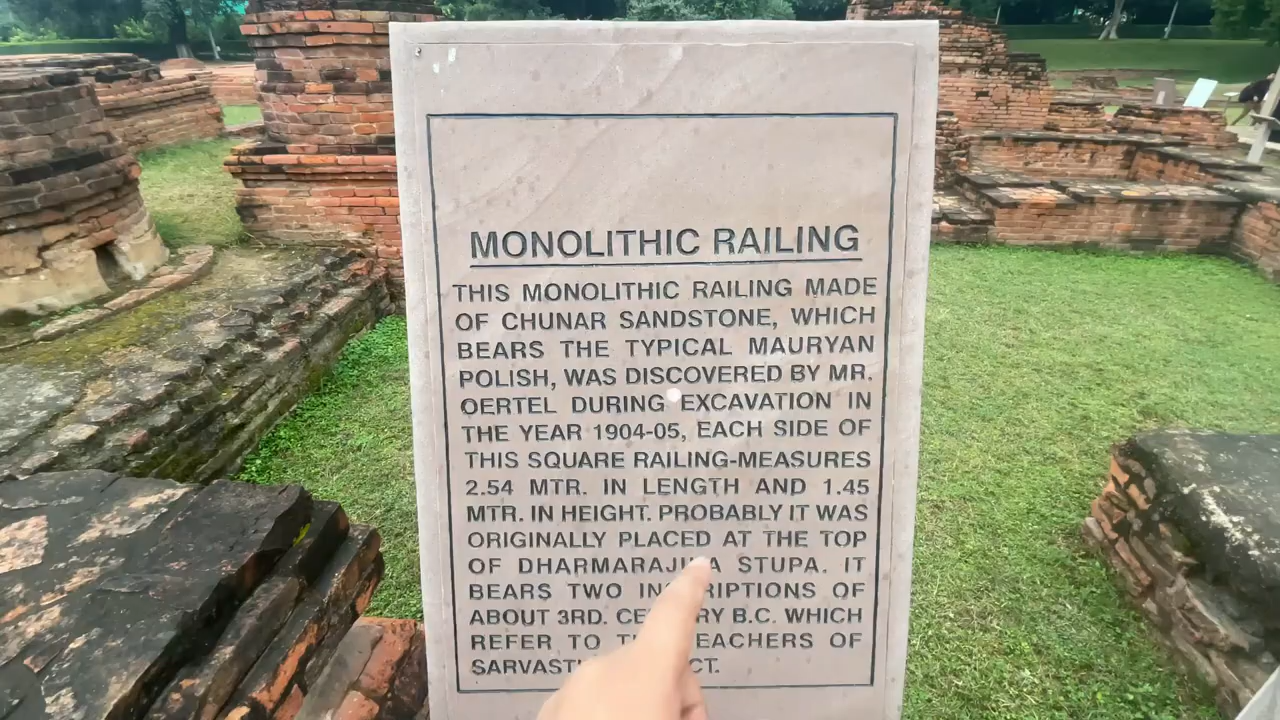 MONOLITHIC RAILING
THIS MONOLITHIC RAILING MADE
OF CHUNAR SANDSTONE, WHICH
BEARS THE TYPICAL MAURYAN
POLISH, WAS DISCOVERED BY MR.
OERTEL DURING EXCAVATION IN
THE YEAR 1904-05, EACH SIDE OF
THIS SQUARE RAILING-MEASURES
2.54 MTR. IN LENGTH AND 1.45
MTR. IN HEIGHT. PROBABLY IT WAS
ORIGINALLY PLACED AT THE TOP
OF STUPA. IT
BEARS TWO OF
ABOUT 3RD. B.C. WHICH
REFER TO OF